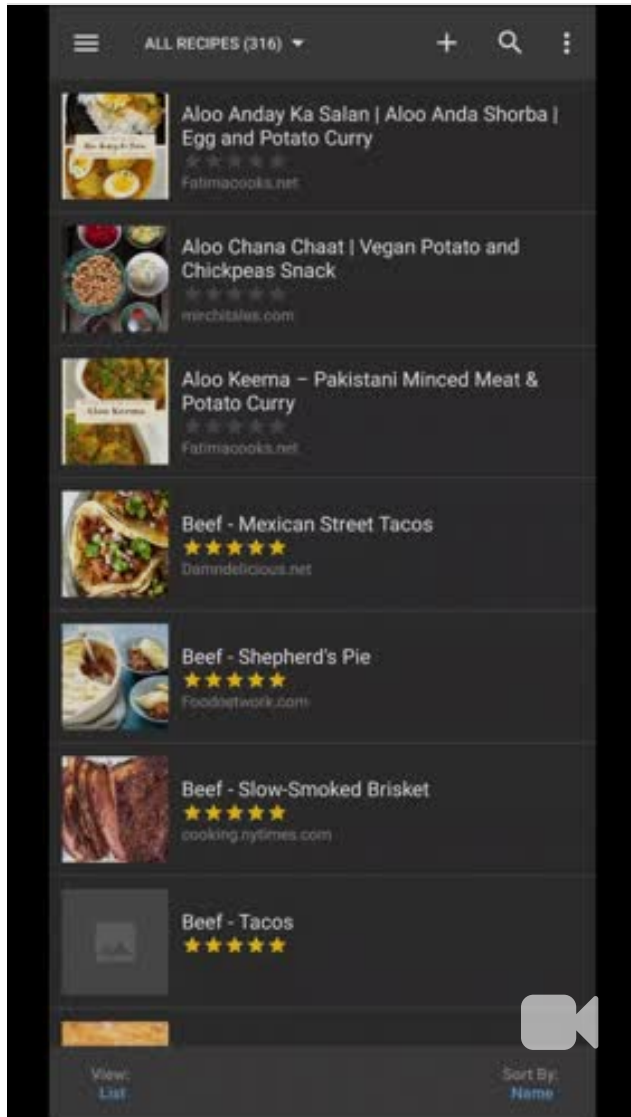 ALL RECIPES (316)
Aloo Anday Ka Salan | Aloo Anda Shorba |
Egg and Potato Curry
Fatimacooks.net
Aloo Chana Chaat | Vegan Potato and
Chickpeas Snack
mirchitales.com
Aloo Keema – Pakistani Minced Meat &
Potato Curry
Aloo Keema
Fatimacooks.net
Beef - Mexican Street Tacos
Damndelicious.net
Beef - Shepherd's Pie
Foodnetwork.com
Beef - Slow-Smoked Brisket
cooking.nytimes.com
Beef - Tacos
View:
List
Sort By:
Name